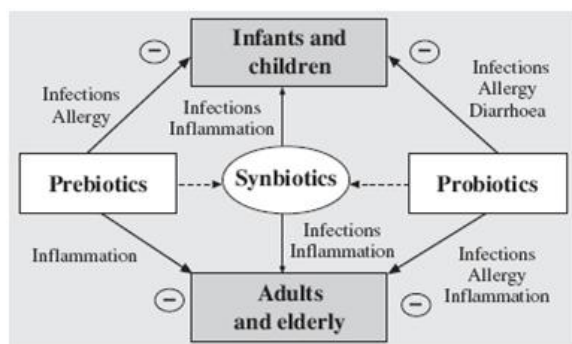 Infants and
children
Infections
Allergy
Infections
Inflammation
Infections
Allergy
Diarrhoea
Prebiotics
Synbiotics
Probiotics
Inflammation
Infections
Inflammation
Infections
Allergy
Inflammation
Adults
and elderly